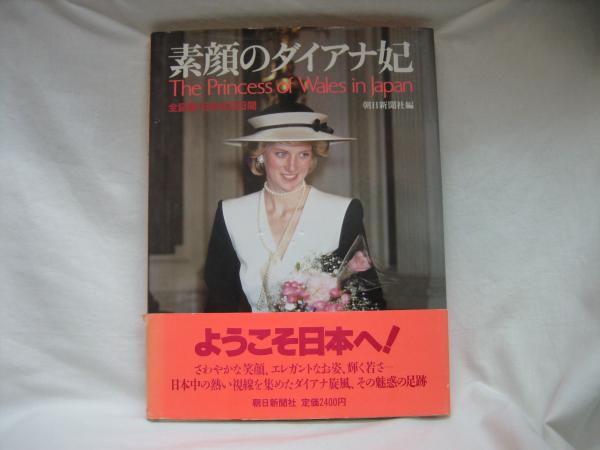 素顔のダイアナ妃
The Princess of Wales in Japan
朝日新聞社編
ようこそ日本へ!
さわやかな笑顔、エレガントなお姿、輝く若さ—
日本中の熱い視線を集めたダイアナ旋風、その魅惑の足跡
朝日新聞社 定価2400円